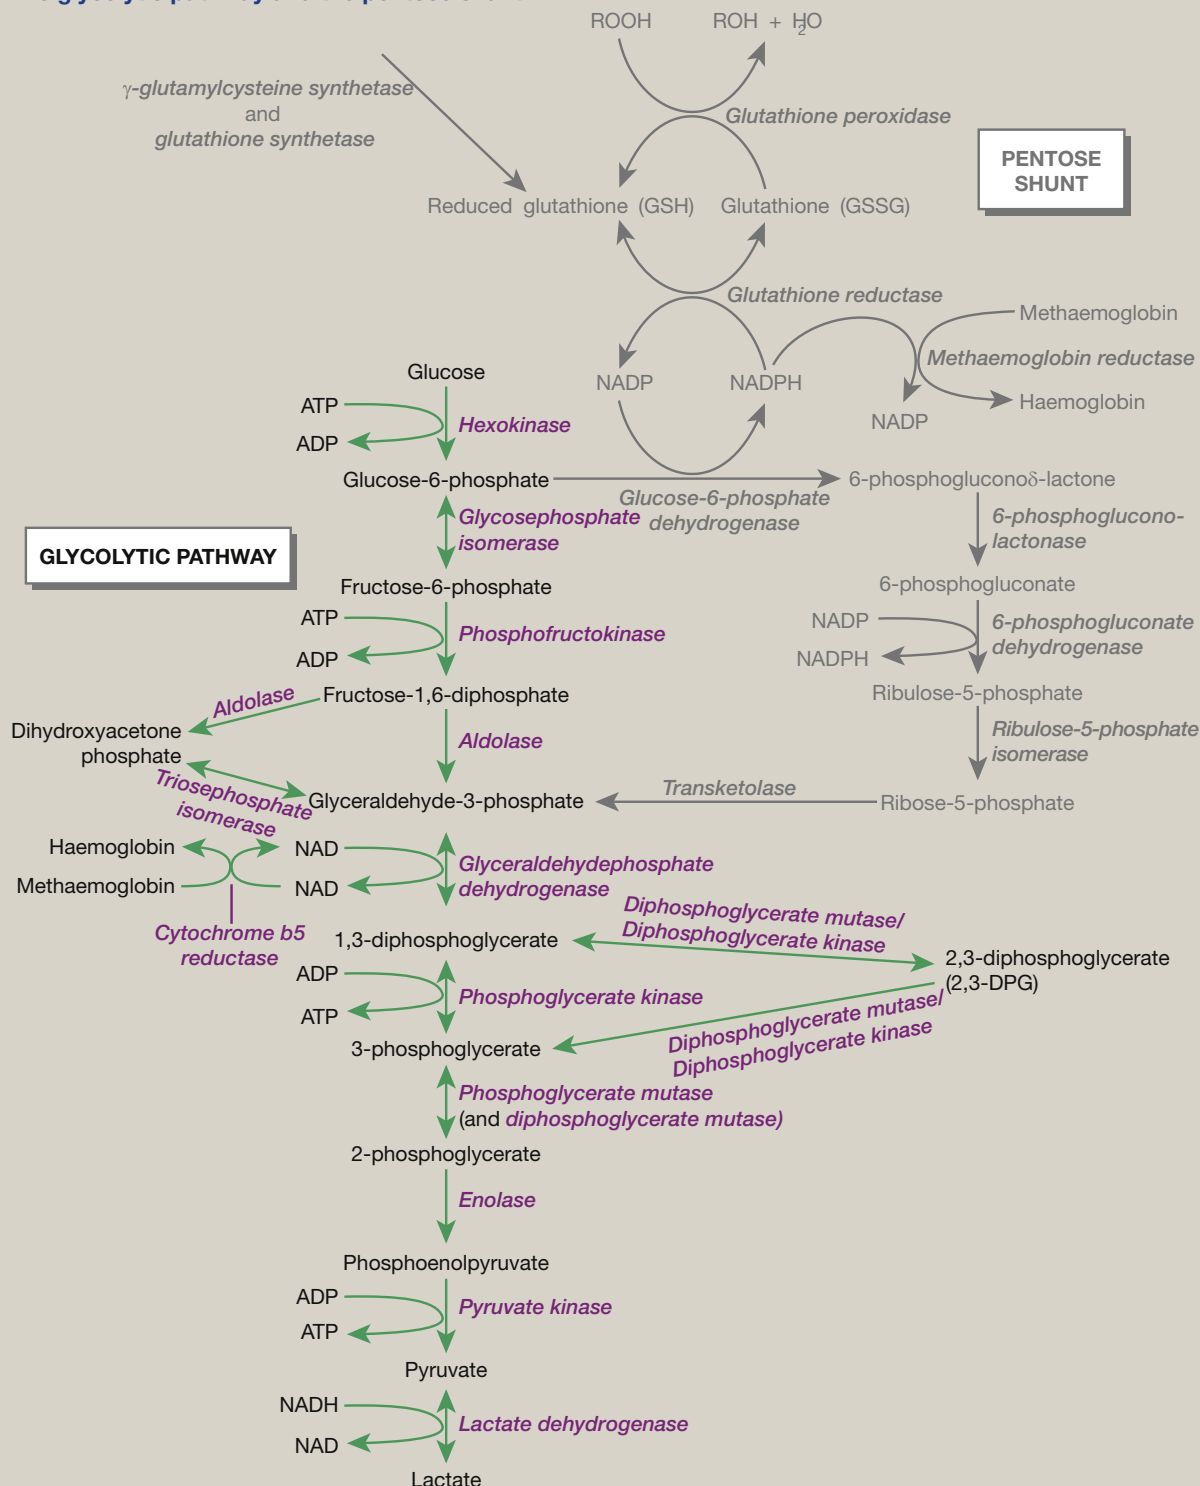 ROOH
ROH + H2O
γ-glutamylcysteine synthetase
and
glutathione synthetase
Glutathione peroxidase
PENTOSE
SHUNT
Reduced glutathione (GSH)
Glutathione (GSSG)
Glutathione reductase
Methaemoglobin
Methaemoglobin reductase
Haemoglobin
NADP
NADPH
NADP
Glucose
ATP
ADP
Hexokinase
Glucose-6-phosphate
Glucose-6-phosphate
dehydrogenase
6-phosphogluconoδ-lactone
Glycosephosphate
isomerase
6-phosphoglucono-
lactonase
GLYCOLYTIC PATHWAY
Fructose-6-phosphate
6-phosphogluconate
ATP
ADP
Phosphofructokinase
NADP
NADPH
6-phosphogluconate
dehydrogenase
Fructose-1,6-diphosphate
Ribulose-5-phosphate
Aldolase
Dihydroxyacetone
phosphate
Aldolase
Ribulose-5-phosphate
isomerase
Triosephosphate
isomerase
Glyceraldehyde-3-phosphate
Transketolase
Ribose-5-phosphate
Haemoglobin
Methaemoglobin
NAD
NAD
Glyceraldehydephosphate
dehydrogenase
Cytochrome b5
reductase
1,3-diphosphoglycerate
Diphosphoglycerate mutase/
Diphosphoglycerate kinase
2,3-diphosphoglycerate
(2,3-DPG)
ADP
ATP
Phosphoglycerate kinase
Diphosphoglycerate mutase/
Diphosphoglycerate kinase
3-phosphoglycerate
Phosphoglycerate mutase
(and diphosphoglycerate mutase)
2-phosphoglycerate
Enolase
Phosphoenolpyruvate
ADP
ATP
Pyruvate kinase
Pyruvate
NADH
NAD
Lactate dehydrogenase
Lactate